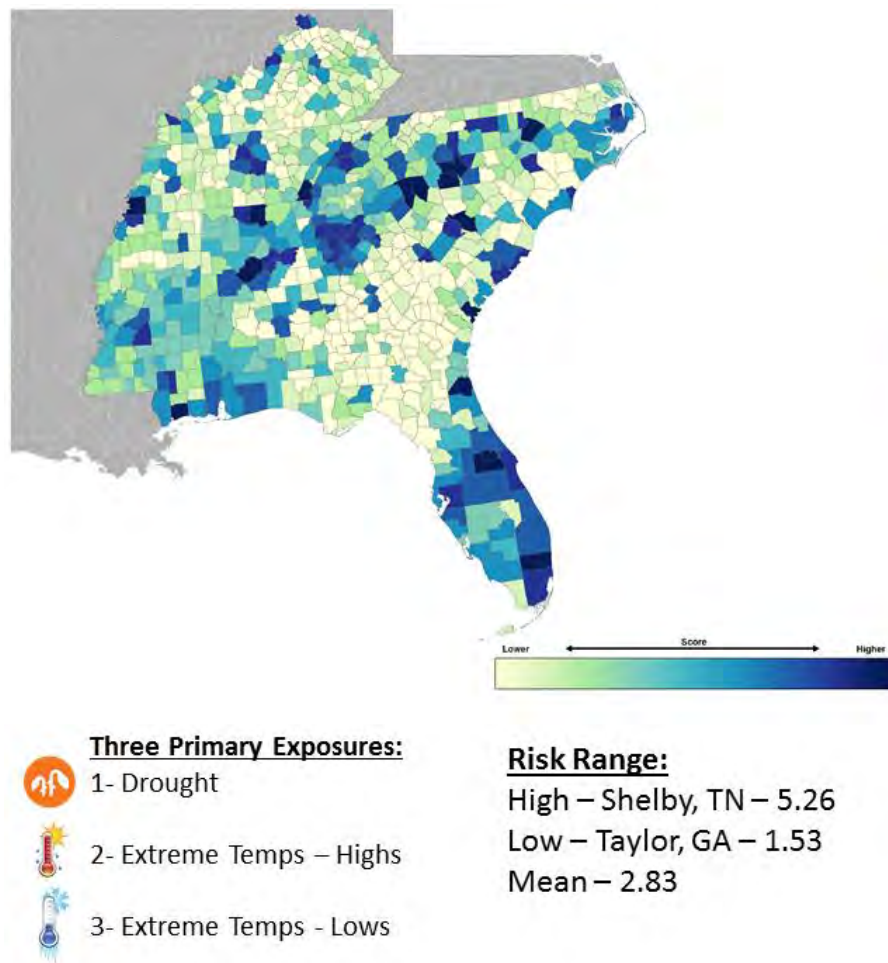 Lower Score Higher
Three Primary Exposures:
1- Drought
2- Extreme Temps – Highs
3- Extreme Temps - Lows
Risk Range:
High – Shelby, TN – 5.26
Low – Taylor, GA – 1.53
Mean – 2.83